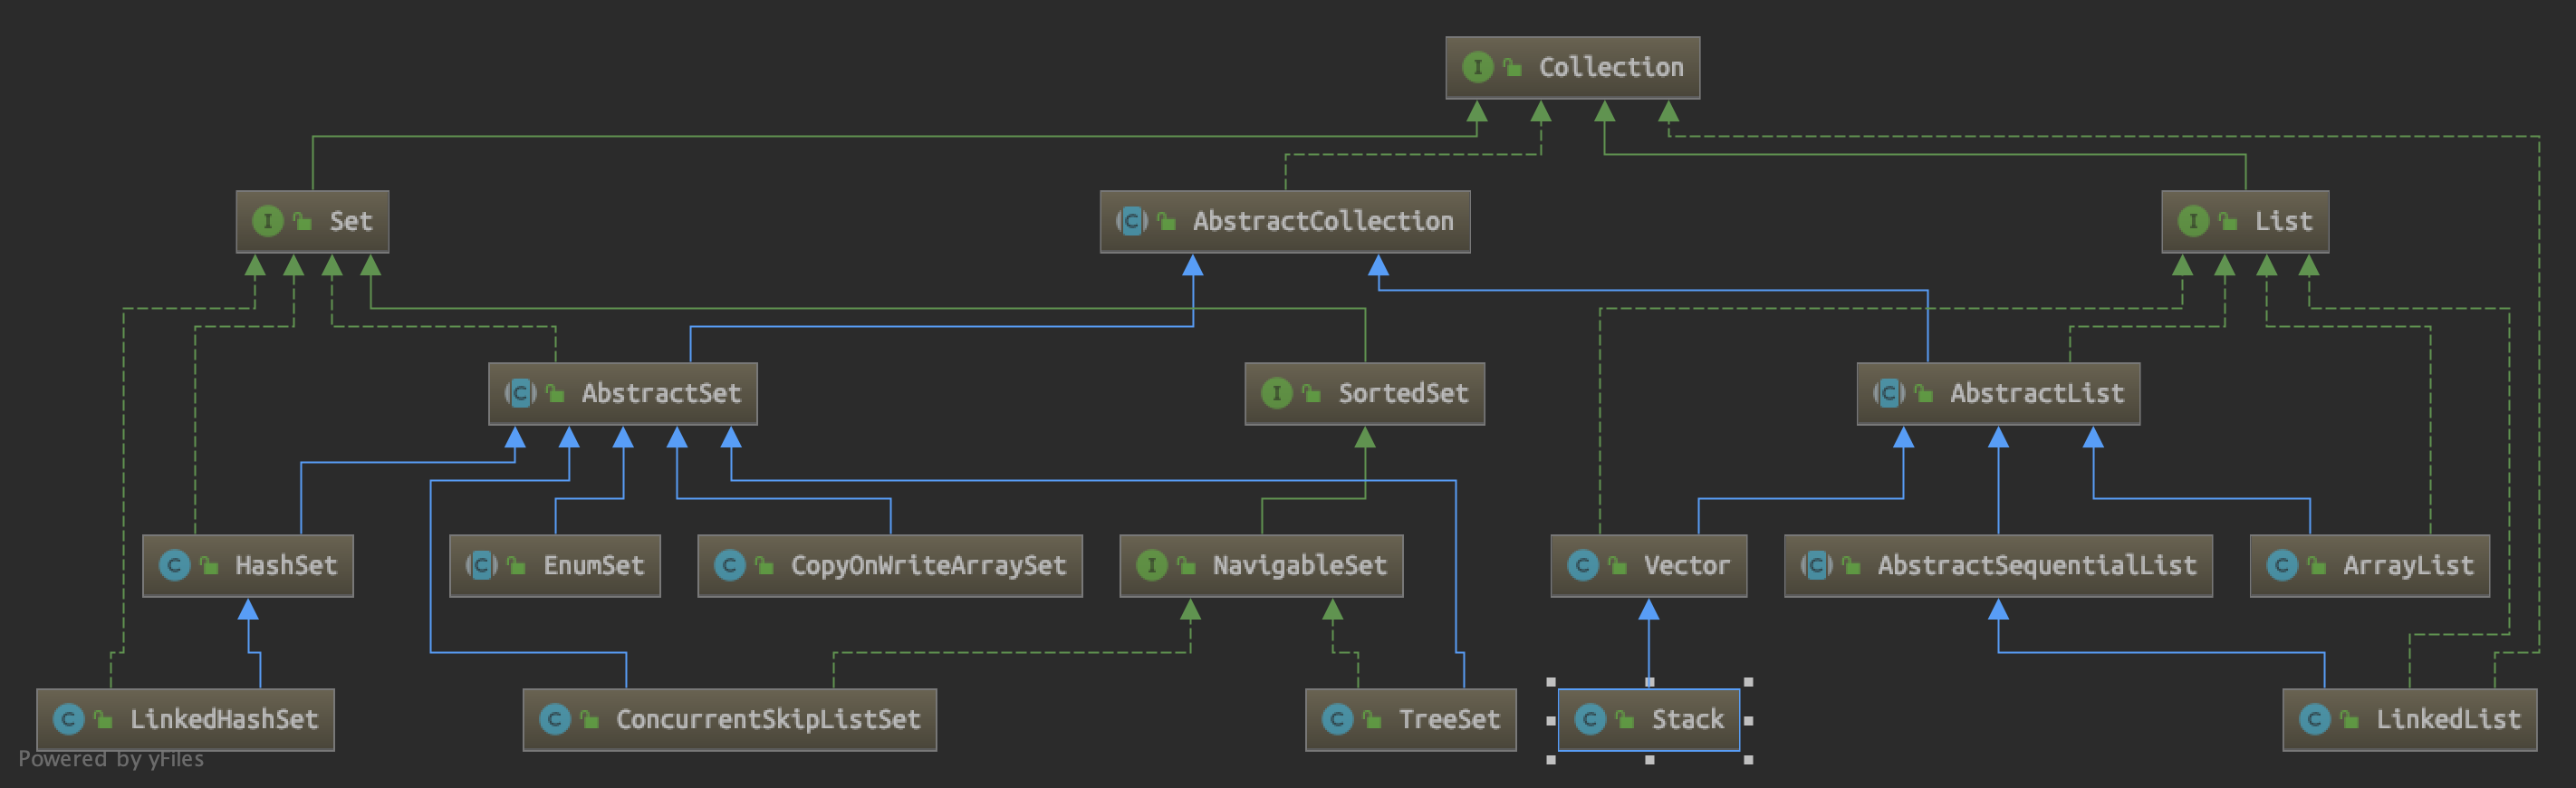 I Collection
I Set
C AbstractCollection
I List
C AbstractSet
I SortedSet
C AbstractList
C HashSet
C EnumSet
C CopyOnWriteArraySet
I NavigableSet
C Vector
C AbstractSequentialList
C ArrayList
C LinkedHashSet
C ConcurrentSkipListSet
C TreeSet
C Stack
C LinkedList
Powered by yFiles